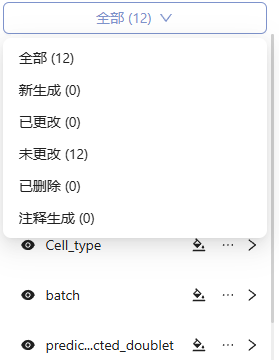 全部 (12)
全部 (12)
新生成 (0)
已更改 (0)
未更改 (12)
已删除 (0)
注释生成 (0)
Cell_type
batch
predic...cted_doublet